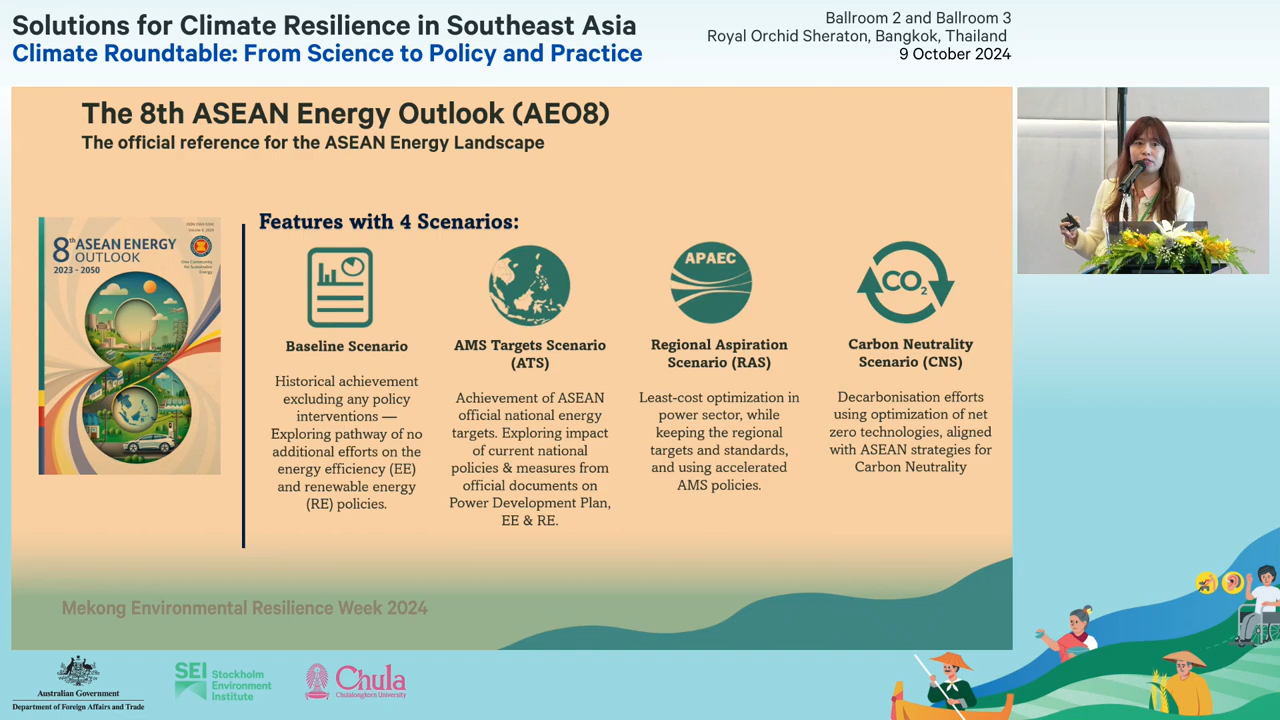 Solutions for Climate Resilience in Southeast Asia
Climate Roundtable: From Science to Policy and Practice
Ballroom 2 and Ballroom 3
Royal Orchid Sheraton, Bangkok, Thailand
9 October 2024
The 8th ASEAN Energy Outlook (AEO8)
The official reference for the ASEAN Energy Landscape
8th ASEAN ENERGY
OUTLOOK
2023 - 2050
One Community
for Sustainable
Energy
Features with 4 Scenarios:
Baseline Scenario
Historical achievement
excluding any policy
interventions —
Exploring pathway of no
additional efforts on the
energy efficiency (EE)
and renewable energy
(RE) policies.
AMS Targets Scenario
(ATS)
Achievement of ASEAN
official national energy
targets. Exploring impact
of current national
policies & measures from
official documents on
Power Development Plan,
EE & RE.
APAEC
Regional Aspiration
Scenario (RAS)
Least-cost optimization in
power sector, while
keeping the regional
targets and standards,
and using accelerated
AMS policies.
CO2
Carbon Neutrality
Scenario (CNS)
Decarbonisation efforts
using optimization of net
zero technologies, aligned
with ASEAN strategies for
Carbon Neutrality
Mekong Environmental Resilience Week 2024
Australian Government
Department of Foreign Affairs and Trade
SEI Stockholm
Environment
Institute
Chula
Chulalongkorn University